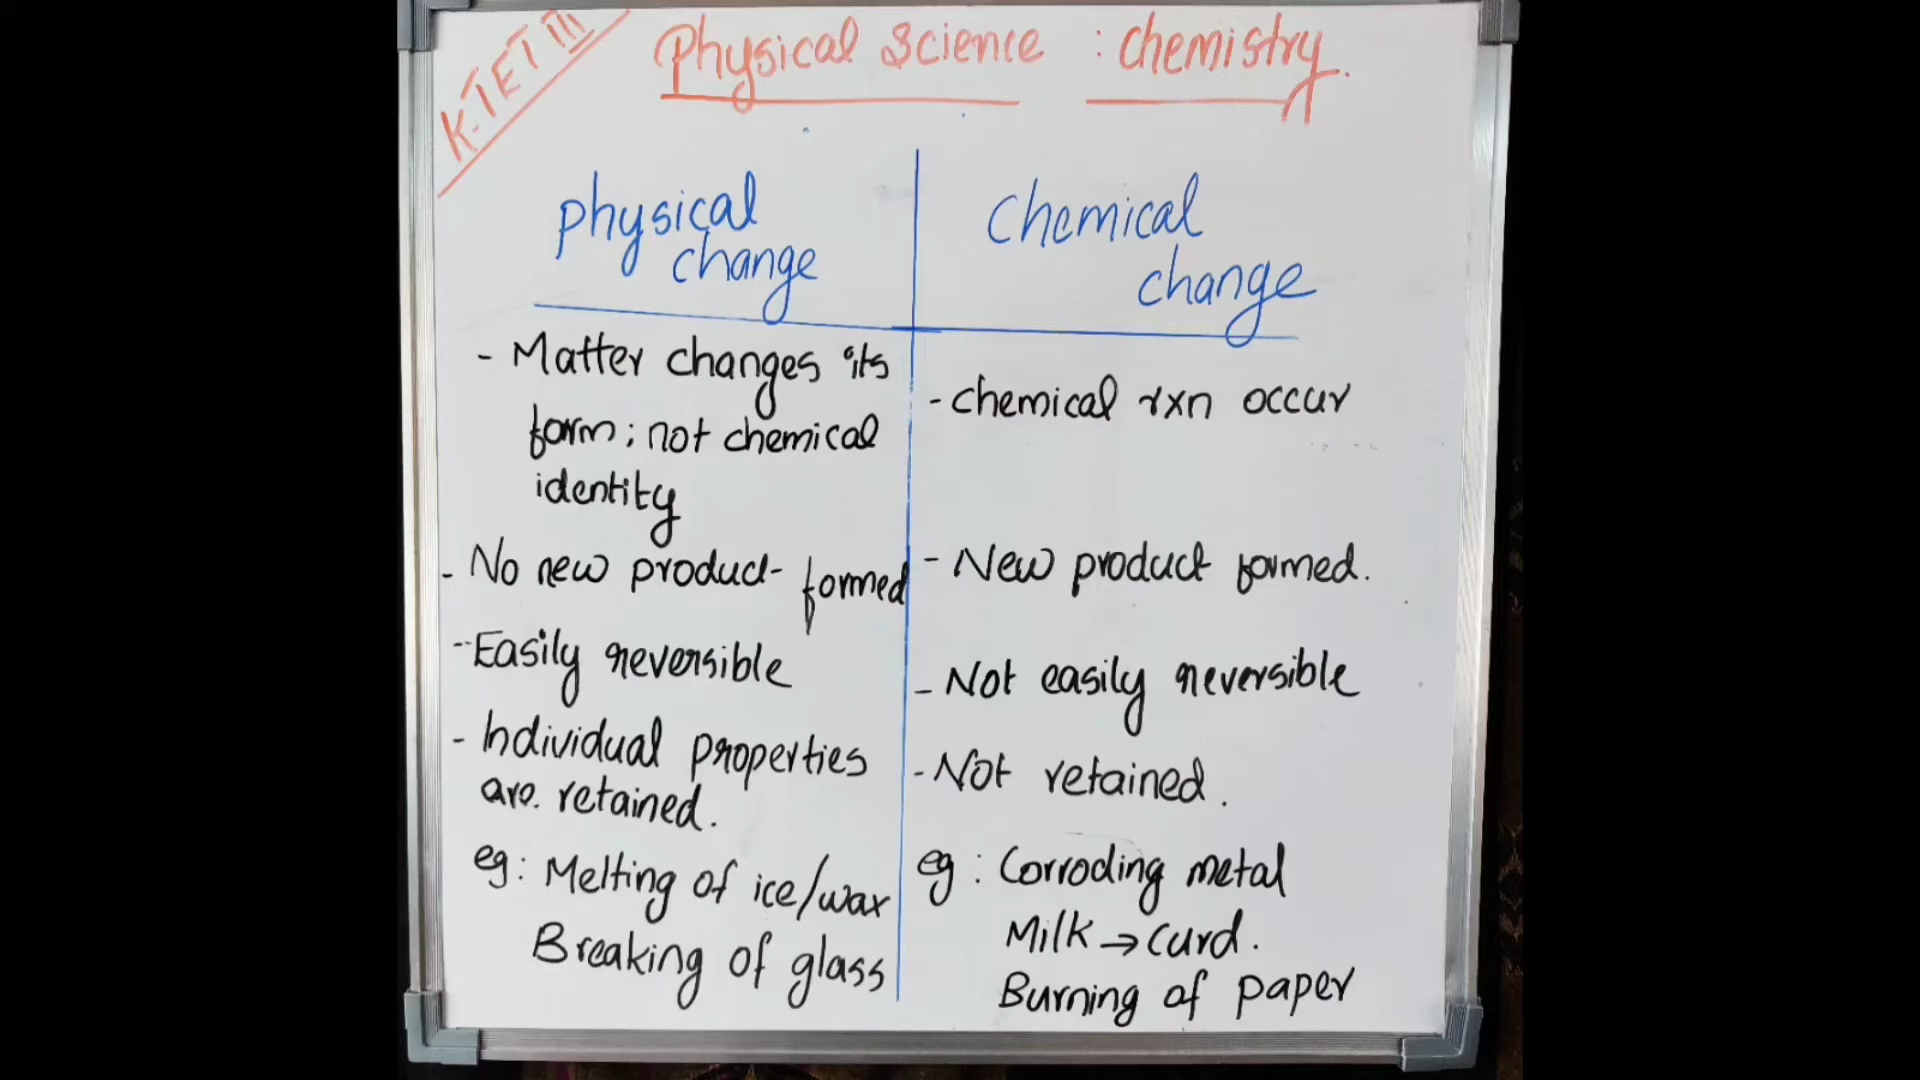 K-TET III
Physical Science : Chemistry.
Physical
change
- Matter changes its
form; not chemical
identity
- No new product formed
- Easily reversible
- Individual properties
are retained.
eg: Melting of ice/wax
Breaking of glass
Chemical
change
- Chemical rxn occur
- New product formed.
- Not easily reversible
- Not retained.
eg: Corroding metal
Milk → Curd.
Burning of paper